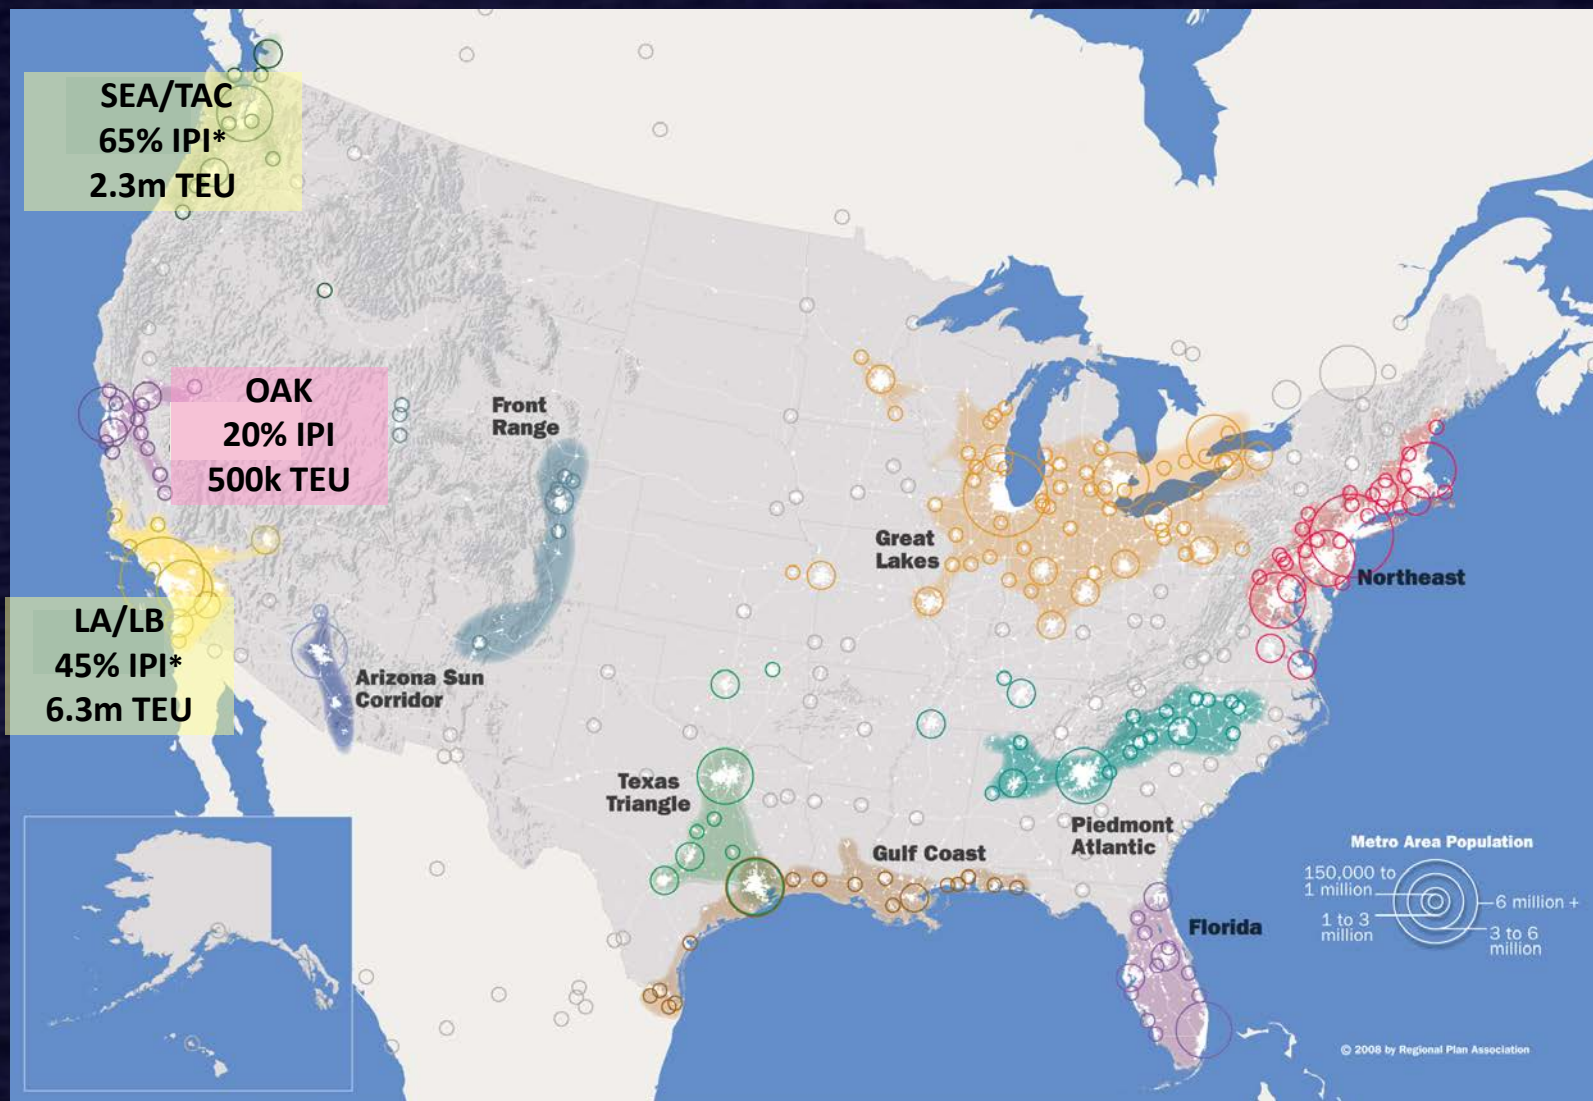 SEA/TAC
65% IPI*
2.3m TEU
OAK
20% IPI
500k TEU
LA/LB
45% IPI*
6.3m TEU
Front
Range
Great
Lakes
Northeast
Arizona Sun
Corridor
Texas
Triangle
Gulf Coast
Piedmont
Atlantic
Florida
Metro Area Population
150,000 to
1 million
1 to 3
million
6 million +
3 to 6
million
© 2008 by Regional Plan Association